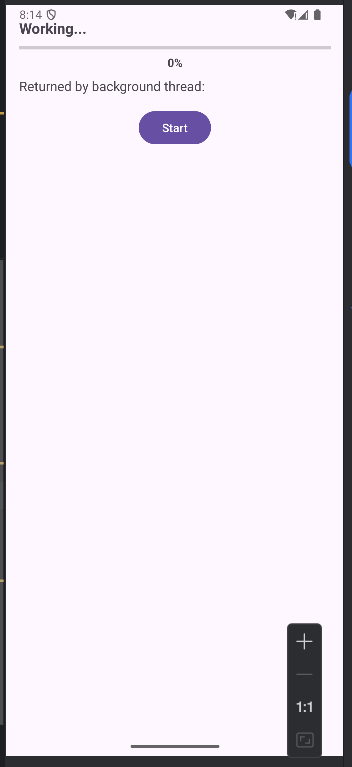 8:14
Working...
0%
Returned by background thread:
Start
1:1